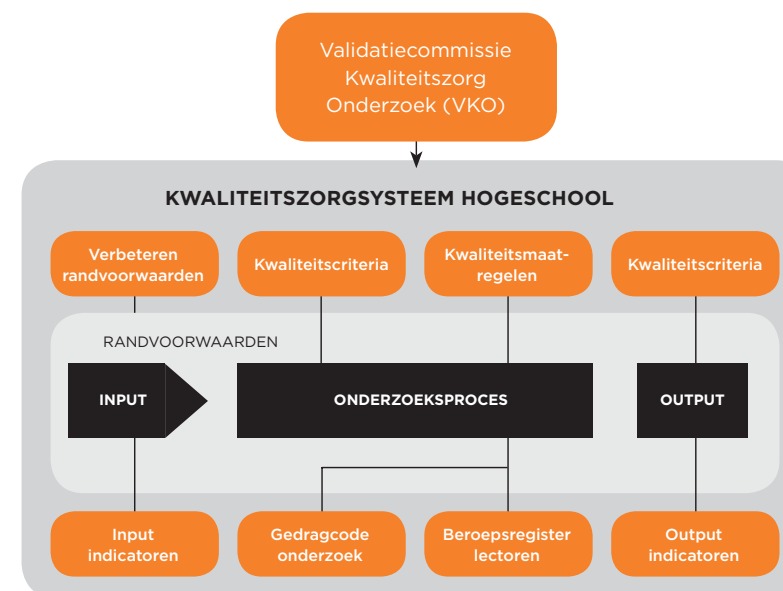 Validatiecommissie
Kwaliteitszorg
Onderzoek (VKO)
KWALITEITSZORGSYSTEEM HOGESCHOOL
Verbeteren
randvoorwaarden
Kwaliteitscriteria
Kwaliteitsmaat-
regelen
Kwaliteitscriteria
RANDVOORWAARDEN
INPUT
ONDERZOEKSPROCES
OUTPUT
Input
indicatoren
Gedragcode
onderzoek
Beroepsregister
lectoren
Output
indicatoren